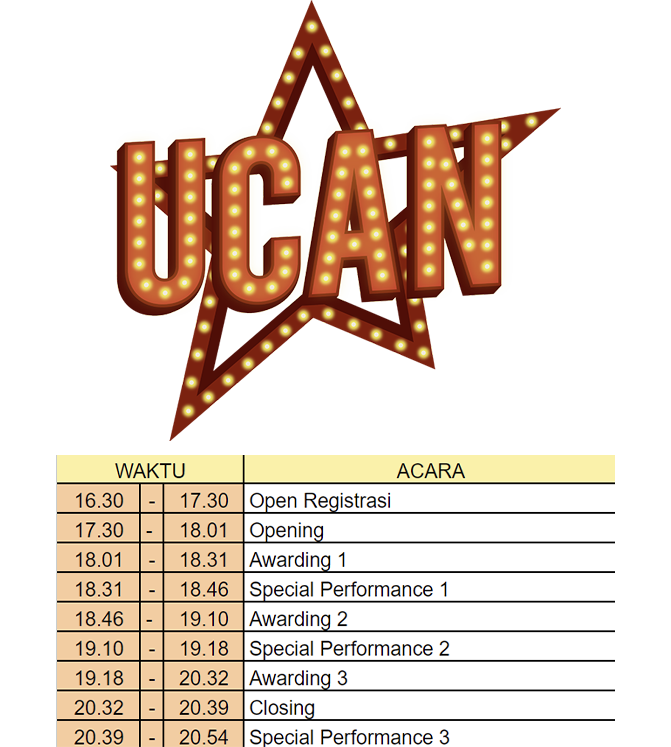 UCAN
WAKTU ACARA
16.30 - 17.30 Open Registrasi
17.30 - 18.01 Opening
18.01 - 18.31 Awarding 1
18.31 - 18.46 Special Performance 1
18.46 - 19.10 Awarding 2
19.10 - 19.18 Special Performance 2
19.18 - 20.32 Awarding 3
20.32 - 20.39 Closing
20.39 - 20.54 Special Performance 3